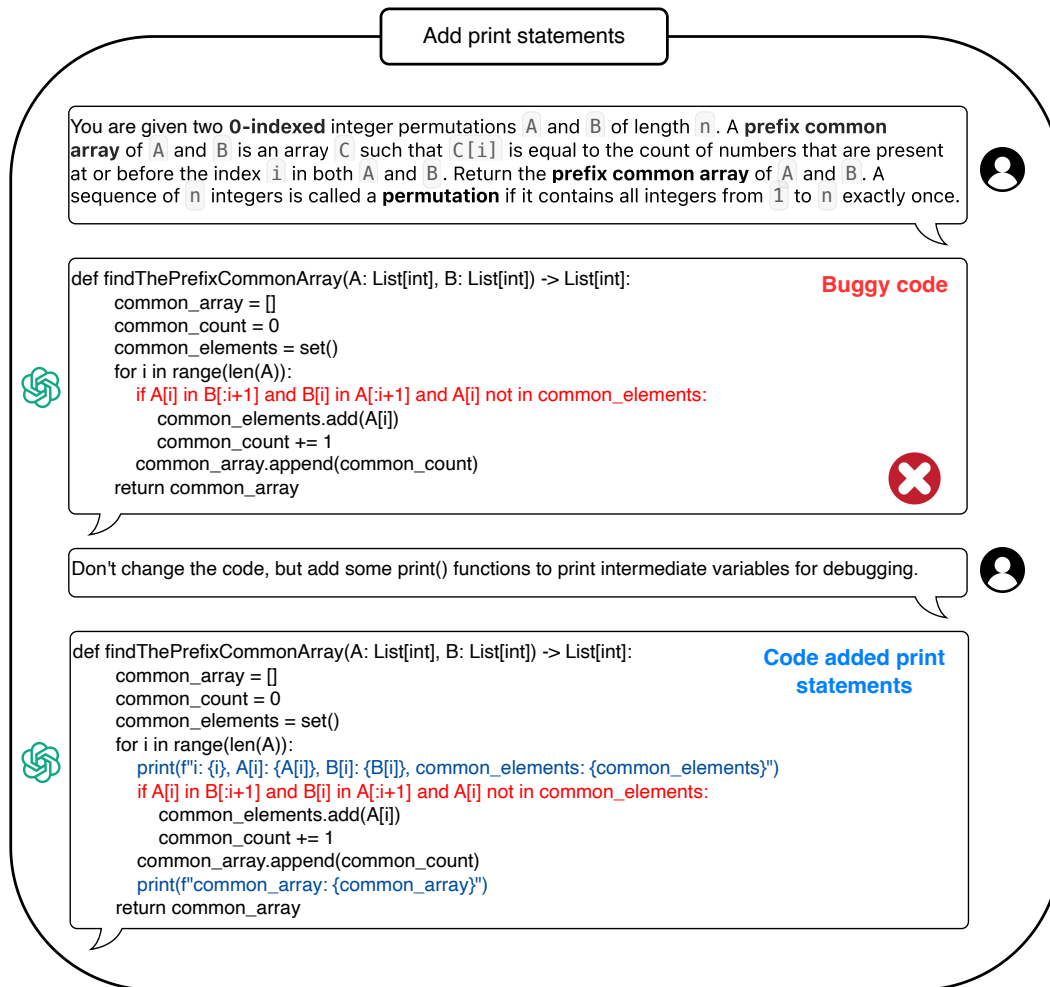 Add print statements
You are given two 0-indexed integer permutations A and B of length n. A prefix common
array of A and B is an array C such that C[i] is equal to the count of numbers that are present
at or before the index i in both A and B. Return the prefix common array of A and B. A
sequence of n integers is called a permutation if it contains all integers from 1 to n exactly once.
def findThePrefixCommonArray(A: List[int], B: List[int]) -> List[int]:
Buggy code
common_array = []
common_count = 0
common_elements = set()
for i in range(len(A)):
if A[i] in B[:i+1] and B[i] in A[:i+1] and A[i] not in common_elements:
common_elements.add(A[i])
common_count += 1
common_array.append(common_count)
return common_array
Don't change the code, but add some print() functions to print intermediate variables for debugging.
def findThePrefixCommonArray(A: List[int], B: List[int]) -> List[int]:
Code added print
statements
common_array = []
common_count = 0
common_elements = set()
for i in range(len(A)):
print(f"i: {i}, A[i]: {A[i]}, B[i]: {B[i]}, common_elements: {common_elements}")
if A[i] in B[:i+1] and B[i] in A[:i+1] and A[i] not in common_elements:
common_elements.add(A[i])
common_count += 1
common_array.append(common_count)
print(f"common_array: {common_array}")
return common_array